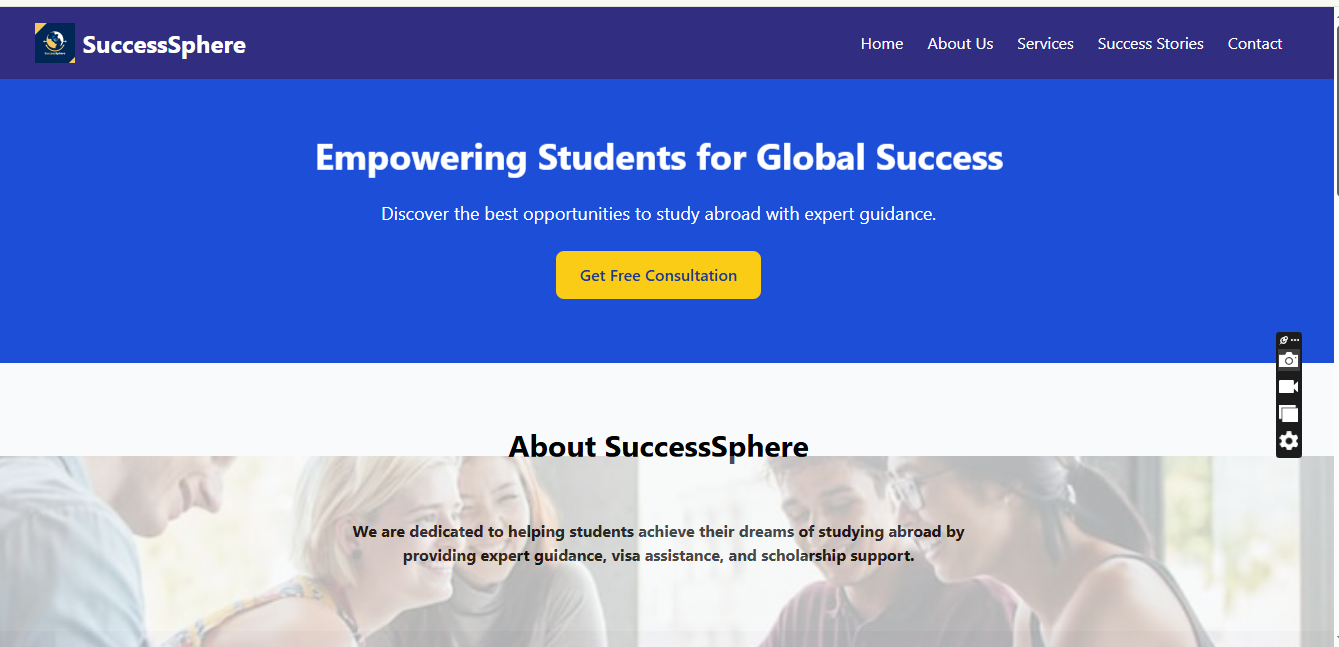 SuccessSphere
Home About Us Services Success Stories Contact
Empowering Students for Global Success
Discover the best opportunities to study abroad with expert guidance.
Get Free Consultation
About SuccessSphere
We are dedicated to helping students achieve their dreams of studying abroad by
providing expert guidance, visa assistance, and scholarship support.